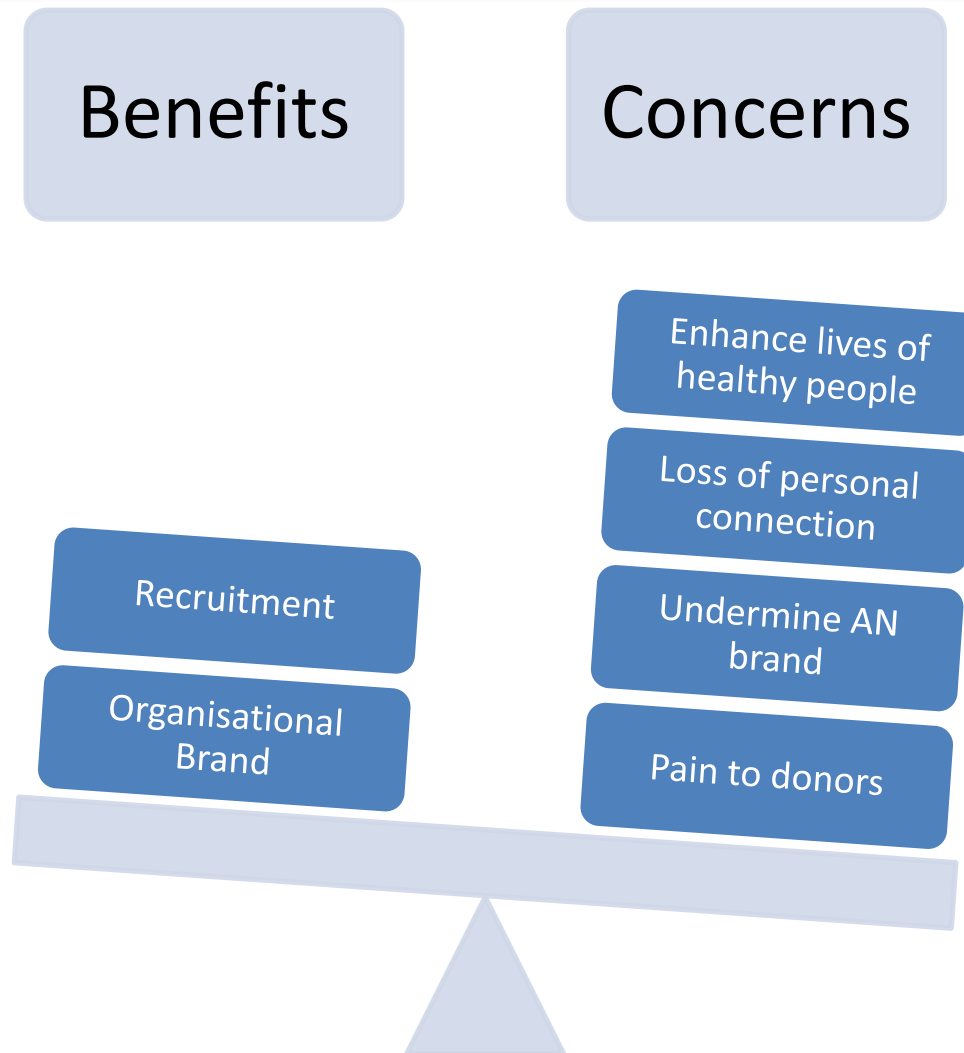 Benefits
Concerns
Enhance lives of
healthy people
Loss of personal
connection
Recruitment
Undermine AN
brand
Organisational
Brand
Pain to donors